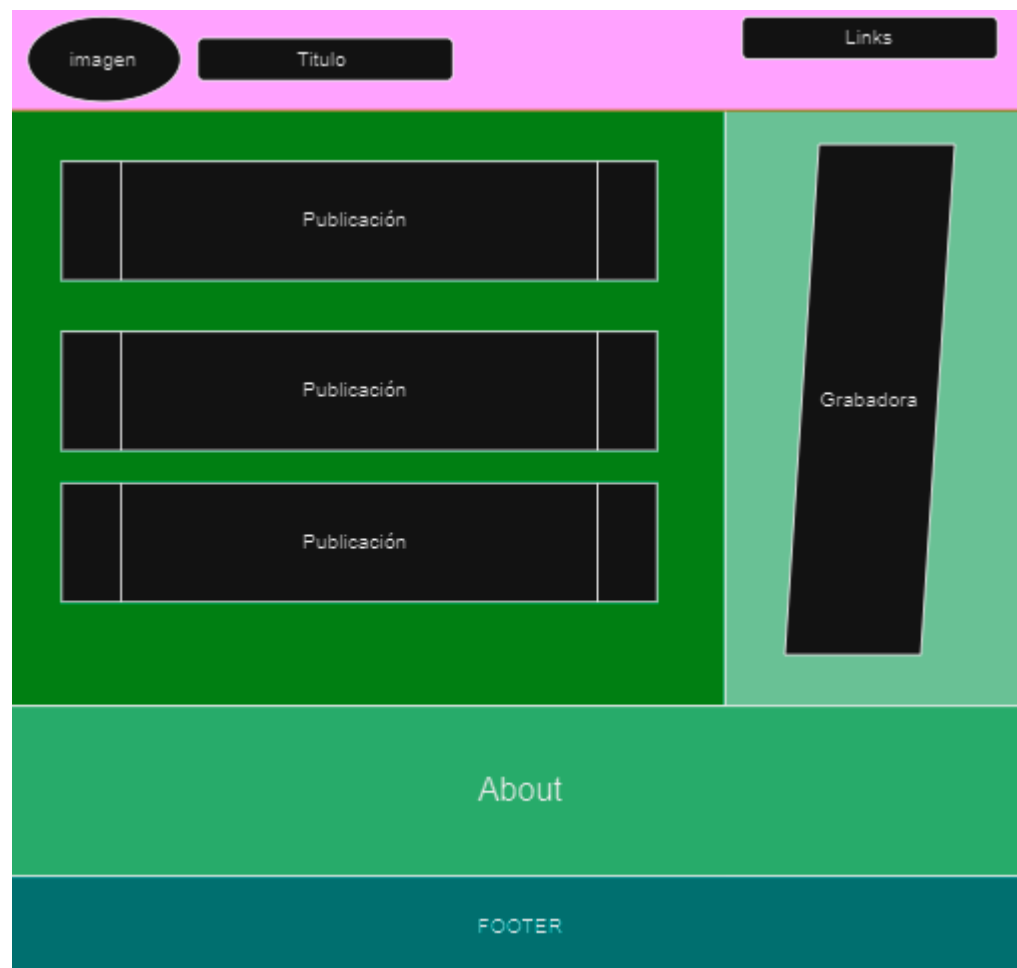 imagen
Titulo
Links
Publicación
Publicación
Grabadora
Publicación
About
FOOTER